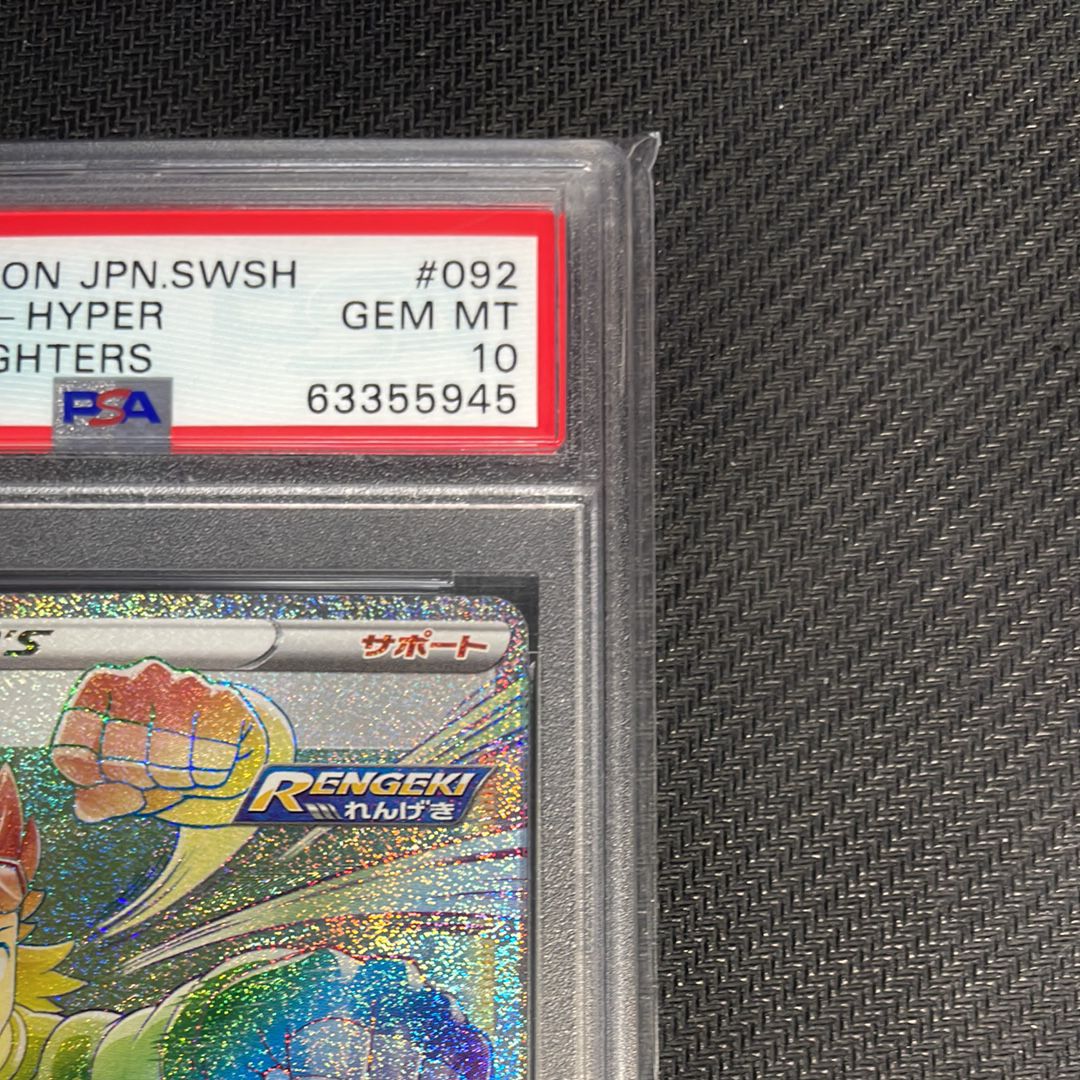 ON JPN.SWSH #092
-HYPER GEM MT
GHTERS 10
PSA 63355945
'S サポート
RENGEKI
れんげき